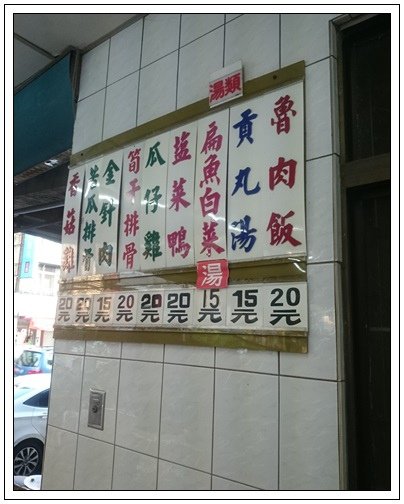 湯類
魯肉飯
貢丸湯
扁魚白菜
湯
菜鴨
瓜仔雞
筍干排骨
金針肉
苦瓜排骨
香菇雞
20元
15元
15元
20元
20元
20元
15元
20元
20元